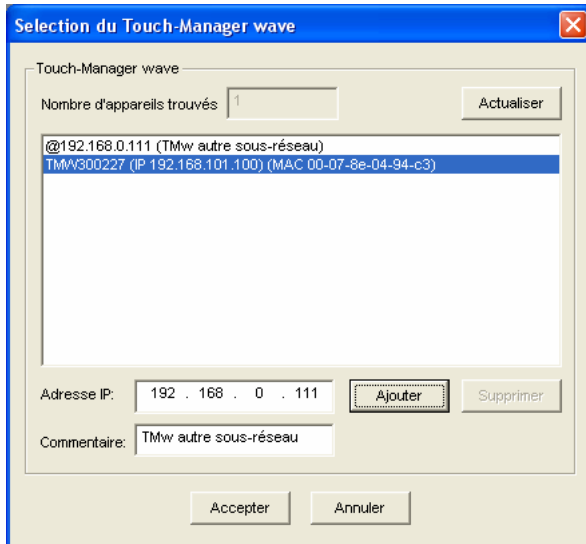 Selection du Touch-Manager wave
Touch-Manager wave
Nombre d'appareils trouvés 1 Actualiser
@192.168.0.111 (TMw autre sous-réseau)
TMW300227 (IP 192.168.101.100) (MAC 00-07-8e-04-94-c3)
Adresse IP: 192 . 168 . 0 . 111 Ajouter Supprimer
Commentaire: TMw autre sous-réseau
Accepter Annuler